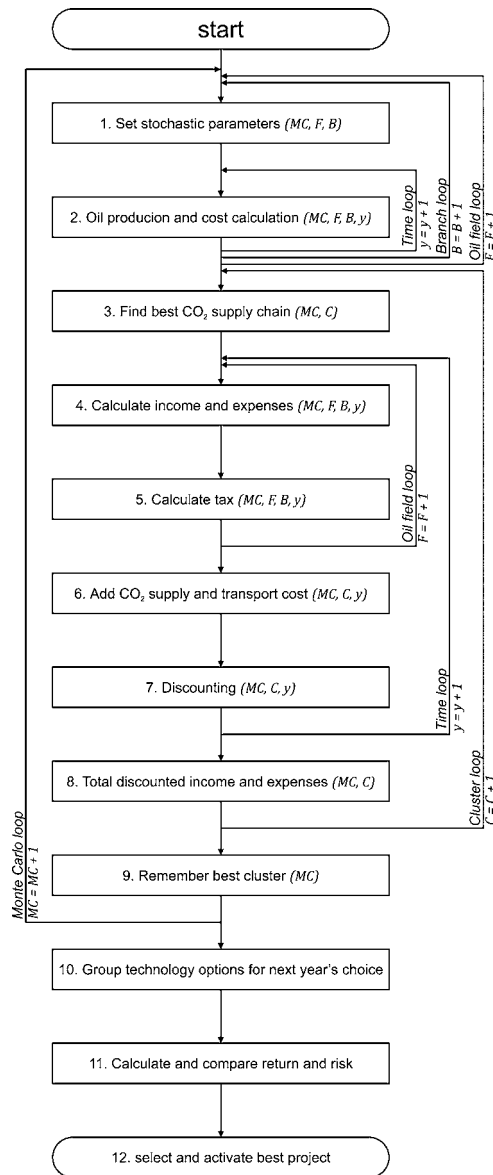 start
1. Set stochastic parameters (MC, F, B)
Time loop
y = y + 1
Branch loop
B = B + 1
Oil field loop
F = F + 1
2. Oil producion and cost calculation (MC, F, B, y)
3. Find best CO₂ supply chain (MC, C)
4. Calculate income and expenses (MC, F, B, y)
5. Calculate tax (MC, F, B, y)
Oil field loop
F = F + 1
6. Add CO₂ supply and transport cost (MC, C, y)
7. Discounting (MC, C, y)
Time loop
y = y + 1
8. Total discounted income and expenses (MC, C)
Cluster loop
C = C + 1
Monte Carlo loop
MC = MC + 1
9. Remember best cluster (MC)
10. Group technology options for next year's choice
11. Calculate and compare return and risk
12. select and activate best project